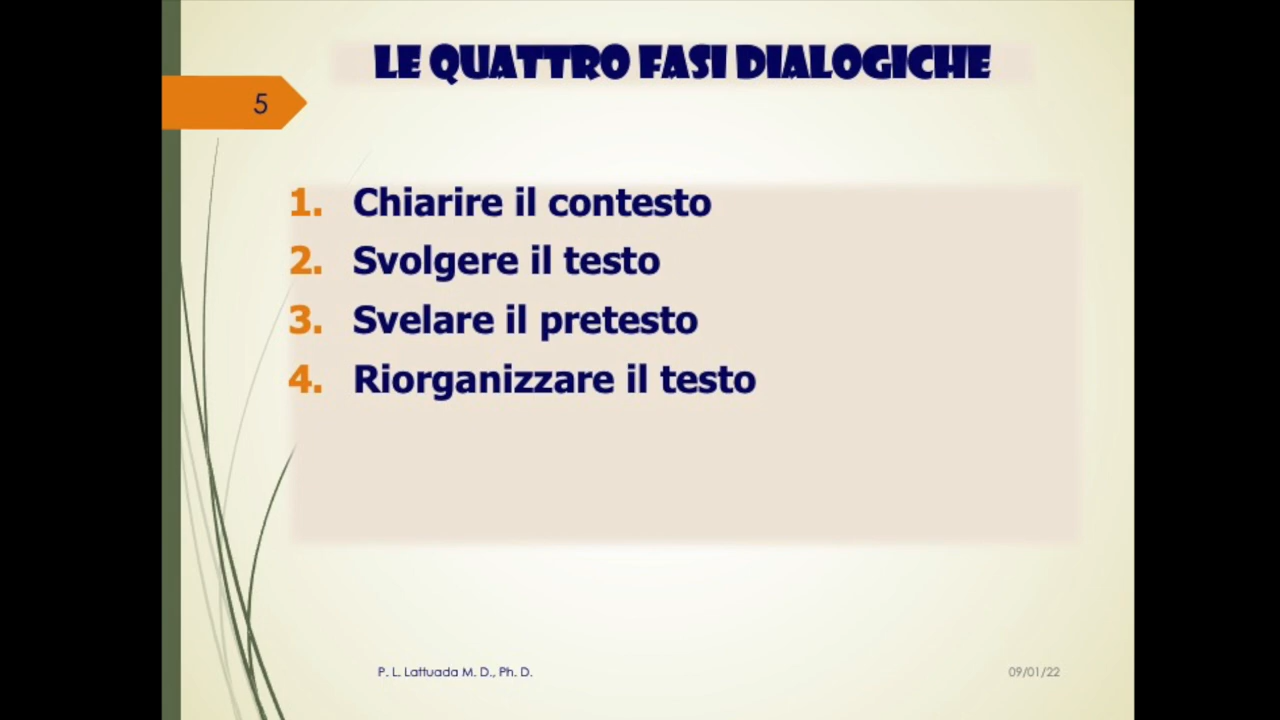 LE QUATTRO FASI DIALOGICHE
5
1. Chiarire il contesto
2. Svolgere il testo
3. Svelare il pretesto
4. Riorganizzare il testo
P. L. Lattuada M. D., Ph. D.
09/01/22